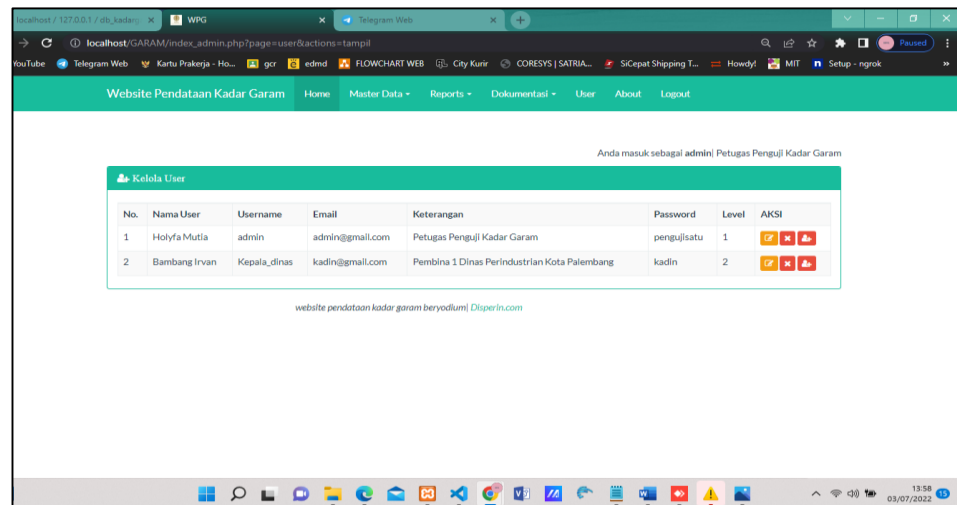 localhost / 127.0.0.1 / db_kadarg
WPG
Telegram Web
localhost/GARAM/index_admin.php?page=user&actions=tampil
Paused
YouTube Telegram Web Kartu Prakerja - Ho... gcr edmd FLOWCHART WEB City Kurir CORESYS | SATRIA... SiCepat Shipping T... Howdy! MIT Setup - ngrok »
Website Pendataan Kadar Garam Home Master Data Reports Dokumentasi User About Logout
Anda masuk sebagai admin| Petugas Penguji Kadar Garam
Kelola User
No. Nama User Username Email Keterangan Password Level AKSI
1 Holyfa Mutia admin admin@gmail.com Petugas Penguji Kadar Garam pengujisatu 1
2 Bambang Irvan Kepala_dinas kadin@gmail.com Pembina 1 Dinas Perindustrian Kota Palembang kadin 2
website pendataan kadar garam beryodium| Disperin.com
13:58
03/07/2022
15